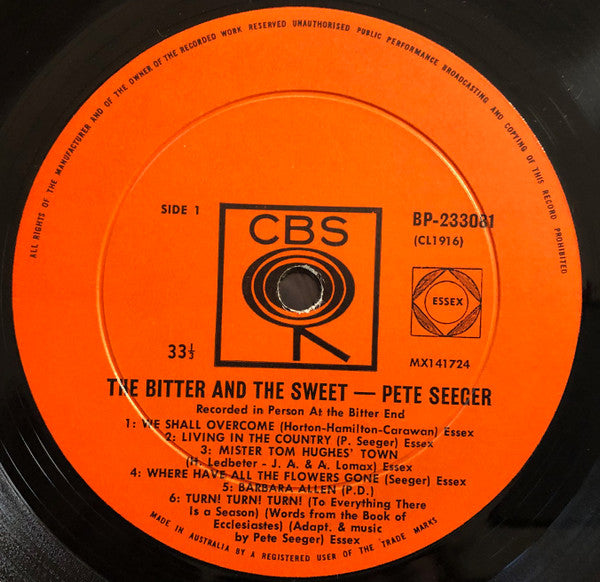 ALL RIGHTS OF THE MANUFACTURER AND OF THE OWNER OF THE RECORDED WORK RESERVED UNAUTHORISED PUBLIC PERFORMANCE BROADCASTING AND COPYING OF THIS RECORD PROHIBITED
SIDE 1
CBS
BP-233081
(CL1916)
ESSEX
33⅓
MX141724
THE BITTER AND THE SWEET — PETE SEEGER
Recorded in Person At the Bitter End
1: WE SHALL OVERCOME (Horton-Hamilton-Carawan) Essex
2: LIVING IN THE COUNTRY (P. Seeger) Essex
3: MISTER TOM HUGHES' TOWN
(H. Ledbeter - J. A. & A. Lomax) Essex
4: WHERE HAVE ALL THE FLOWERS GONE (Seeger) Essex
5: BARBARA ALLEN (P.D.)
6: TURN! TURN! TURN! (To Everything There
Is a Season) (Words from the Book of
Ecclesiastes) (Adapt. & music
by Pete Seeger) Essex
MADE IN AUSTRALIA BY A REGISTERED USER OF THE TRADE MARKS